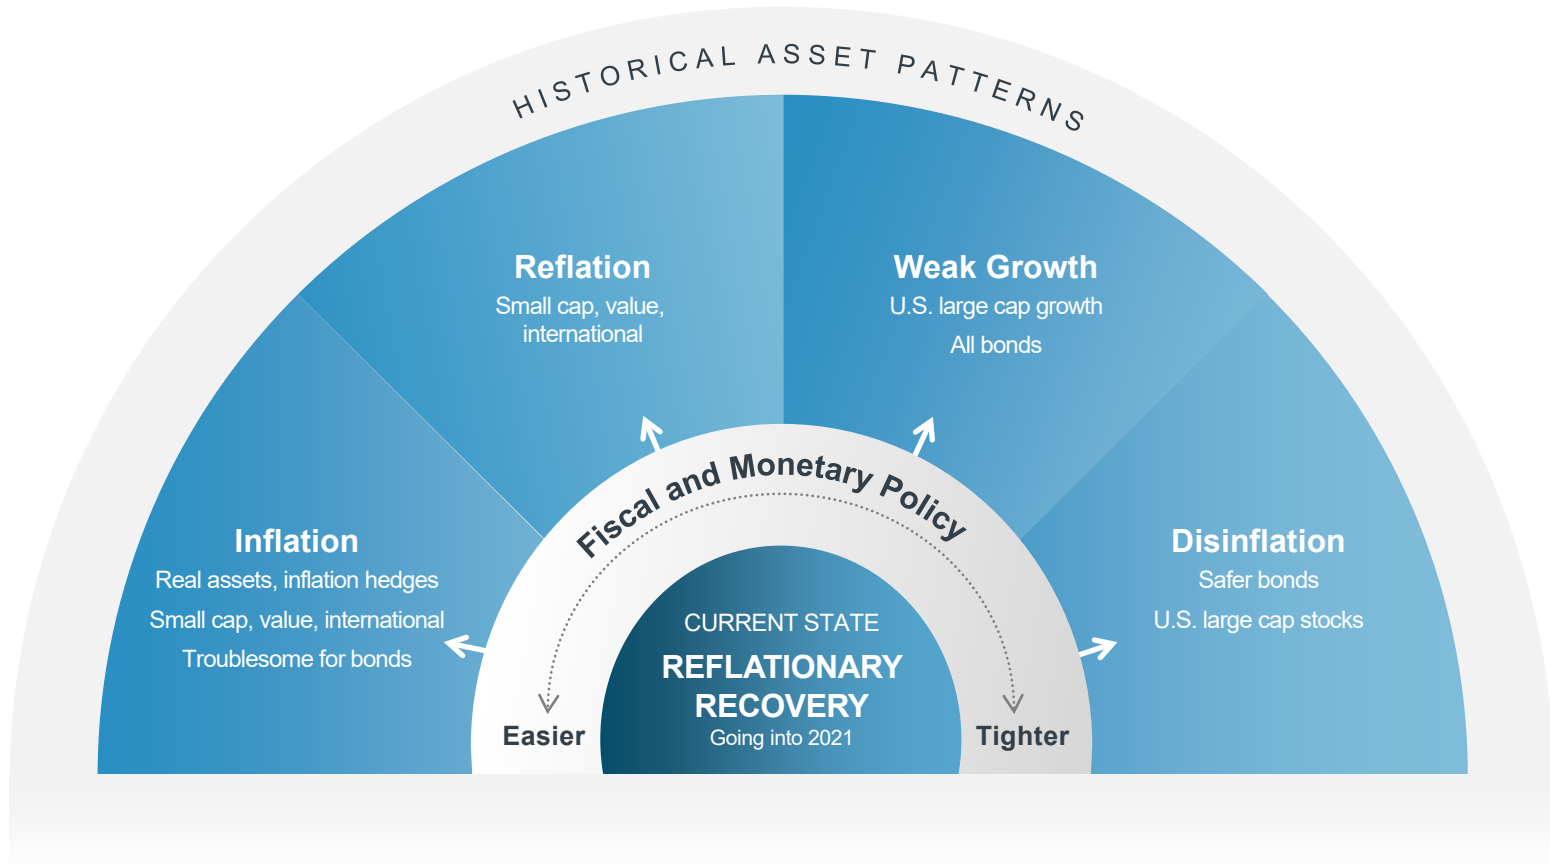 HISTORICAL ASSET PATTERNS
Reflation
Small cap, value,
international
Weak Growth
U.S. large cap growth
All bonds
Fiscal and Monetary Policy
Inflation
Real assets, inflation hedges
Small cap, value, international
Troublesome for bonds
Disinflation
Safer bonds
U.S. large cap stocks
CURRENT STATE
REFLATIONARY
RECOVERY
Going into 2021
Easier
Tighter